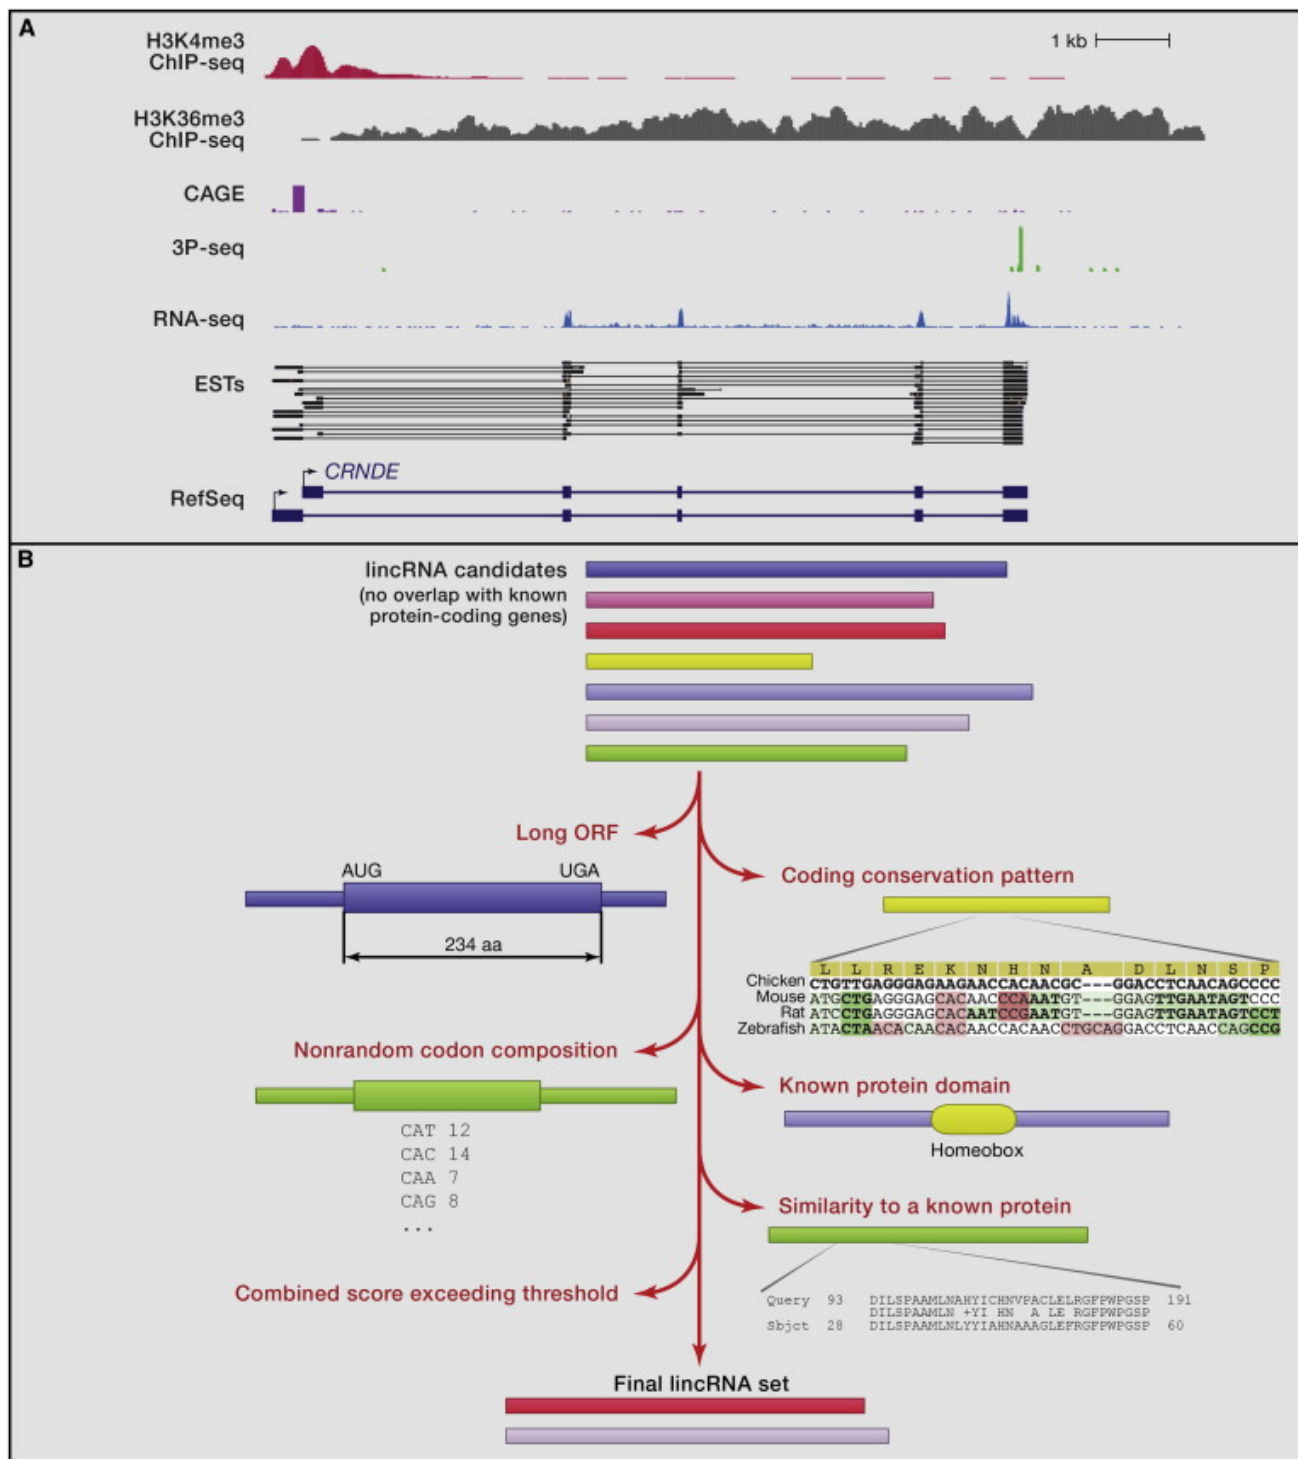 A
H3K4me3
ChIP-seq
1 kb
H3K36me3
ChIP-seq
CAGE
3P-seq
RNA-seq
ESTs
CRNDE
RefSeq
B
lincRNA candidates
(no overlap with known
protein-coding genes)
Long ORF
AUG UGA
234 aa
Coding conservation pattern
L L R E K N H N A D L N S P
Chicken CTGTTGAGGGAGAAGAACCACAACGC---GGACCTCAACAGCCCC
Mouse ATGCTGAGGGAGCACAACCCAAATGT---GGAGTTGAATAGTCCC
Rat ATCCTGAGGGAGCACAATCCGAATGT---GGAGTTGAATAGTCCT
Zebrafish ATACTAACACAACACAACCACAACCTGCAGGACCTCAACCAGCCG
Nonrandom codon composition
CAT 12
CAC 14
CAA 7
CAG 8
...
Known protein domain
Homeobox
Similarity to a known protein
Query 93 DILSPAAMLNAHYICHNVPACLELRGFPWPGSP 191
DILSPAAMLN +YI HN A LE RGFPWPGSP
Sbjct 28 DILSPAAMLNLYYIAHNAAAGLEFRGFPWPGSP 60
Combined score exceeding threshold
Final lincRNA set